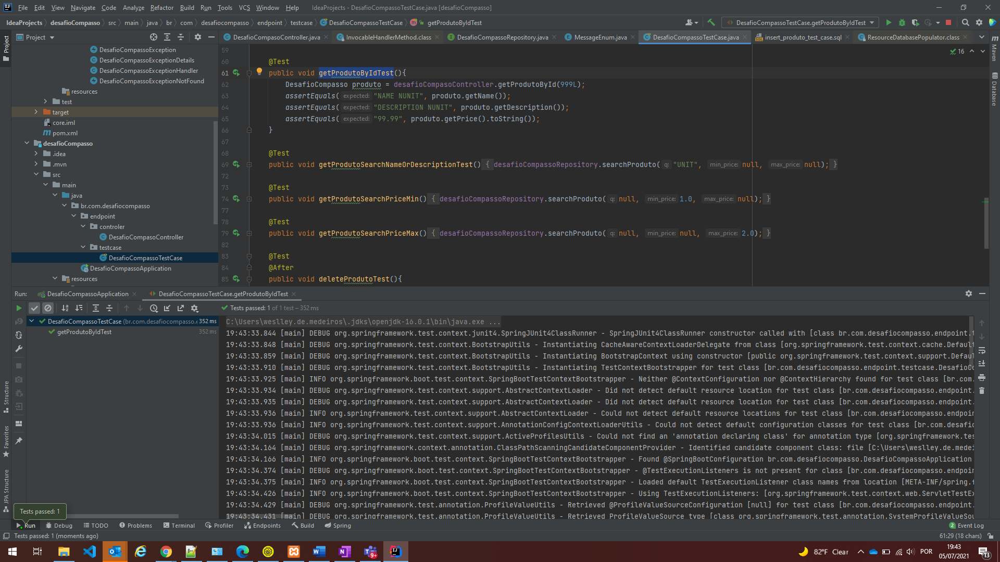 File Edit View Navigate Code Analyze Refactor Build Run Tools VCS Window Help IdeaProjects - DesafioCompassoTestCase.java [desafioCompasso]
IdeaProjects desafioCompasso src main java br com desafiocompasso endpoint testcase DesafioCompassoTestCase getProdutoByIdTest DesafioCompassoTestCase.getProdutoByIdTest
Project
Project
DesafioCompasoController.java InvocableHandlerMethod.class DesafioCompassoRepository.java MessageEnum.java DesafioCompassoTestCase.java insert_produto_test_case.sql ResourceDatabasePopulator.class
Maven
Database
DesafioCompassoException
DesafioCompassoExceptionDetails
DesafioCompassoExceptionHandler
DesafioCompassoExceptionNotFound
resources
test
target
core.iml
pom.xml
desafioCompasso
.idea
.mvn
src
main
java
br.com.desafiocompasso
endpoint
controler
DesafioCompasoController
testcase
DesafioCompassoTestCase
DesafioCompassoApplication
resources
16
59
60 @Test
61 public void getProdutoByIdTest(){
62 DesafioCompasso produto = desafioCompasoController.getProdutoById(999L);
63 assertEquals( expected: "NAME NUNIT", produto.getName());
64 assertEquals( expected: "DESCRIPTION NUNIT", produto.getDescription());
65 assertEquals( expected: "99.99", produto.getPrice().toString());
66 }
67
68 @Test
69 public void getProdutoSearchNameOrDescriptionTest() { desafioCompassoRepository.searchProduto( q: "UNIT", min_price: null, max_price: null); }
72
73 @Test
74 public void getProdutoSearchPriceMin() { desafioCompassoRepository.searchProduto( q: null, min_price: 1.0, max_price: null); }
77
78 @Test
79 public void getProdutoSearchPriceMax() { desafioCompassoRepository.searchProduto( q: null, min_price: null, max_price: 2.0); }
82
83 @Test
84 @After
85 public void deleteProdutoTest(){
Run: DesafioCompassoApplication DesafioCompassoTestCase.getProdutoByIdTest
Tests passed: 1 of 1 test – 352 ms
DesafioCompassoTestCase (br.com.desafiocompasso.e 352 ms
getProdutoByIdTest 352 ms
C:\Users\weslley.de.medeiros\.jdks\openjdk-16.0.1\bin\java.exe ...
19:43:33.844 [main] DEBUG org.springframework.test.context.junit4.SpringJUnit4ClassRunner - SpringJUnit4ClassRunner constructor called with [class br.com.desafiocompasso.endpoint.t
19:43:33.848 [main] DEBUG org.springframework.test.context.BootstrapUtils - Instantiating CacheAwareContextLoaderDelegate from class [org.springframework.test.context.cache.Default
19:43:33.859 [main] DEBUG org.springframework.test.context.BootstrapUtils - Instantiating BootstrapContext using constructor [public org.springframework.test.context.support.Defaul
19:43:33.910 [main] DEBUG org.springframework.test.context.BootstrapUtils - Instantiating TestContextBootstrapper for test class [br.com.desafiocompasso.endpoint.testcase.DesafioCo
19:43:33.925 [main] INFO org.springframework.boot.test.context.SpringBootTestContextBootstrapper - Neither @ContextConfiguration nor @ContextHierarchy found for test class [br.com.
19:43:33.934 [main] DEBUG org.springframework.test.context.support.AbstractContextLoader - Did not detect default resource location for test class [br.com.desafiocompasso.endpoint.
19:43:33.935 [main] DEBUG org.springframework.test.context.support.AbstractContextLoader - Did not detect default resource location for test class [br.com.desafiocompasso.endpoint.
19:43:33.936 [main] INFO org.springframework.test.context.support.AbstractContextLoader - Could not detect default resource locations for test class [br.com.desafiocompasso.endpoin
19:43:33.936 [main] INFO org.springframework.test.context.support.AnnotationConfigContextLoaderUtils - Could not detect default configuration classes for test class [br.com.desafio
19:43:34.015 [main] DEBUG org.springframework.test.context.support.ActiveProfilesUtils - Could not find an 'annotation declaring class' for annotation type [org.springframework.tes
19:43:34.164 [main] DEBUG org.springframework.context.annotation.ClassPathScanningCandidateComponentProvider - Identified candidate component class: file [C:\Users\weslley.de.medei
19:43:34.166 [main] INFO org.springframework.boot.test.context.SpringBootTestContextBootstrapper - Found @SpringBootConfiguration br.com.desafiocompasso.DesafioCompassoApplication
19:43:34.374 [main] DEBUG org.springframework.boot.test.context.SpringBootTestContextBootstrapper - @TestExecutionListeners is not present for class [br.com.desafiocompasso.endpoin
19:43:34.375 [main] INFO org.springframework.boot.test.context.SpringBootTestContextBootstrapper - Loaded default TestExecutionListener class names from location [META-INF/spring.f
19:43:34.426 [main] INFO org.springframework.boot.test.context.SpringBootTestContextBootstrapper - Using TestExecutionListeners: [org.springframework.test.context.web.ServletTestEx
19:43:34.429 [main] DEBUG org.springframework.test.annotation.ProfileValueUtils - Retrieved @ProfileValueSourceConfiguration [null] for test class [br.com.desafiocompasso.endpoint.
19:43:34.431 [main] DEBUG org.springframework.test.annotation.ProfileValueUtils - Retrieved ProfileValueSource type [class org.springframework.test.annotation.SystemProfileValueSou
Structure
Favorites
JPA Structure
Tests passed: 1
Run Debug TODO Problems Terminal Profiler Endpoints Build Spring 2 Event Log
Tests passed: 1 (moments ago) 61:29 (18 chars)
9+ 82°F Clear POR 19:43
05/07/2021 13